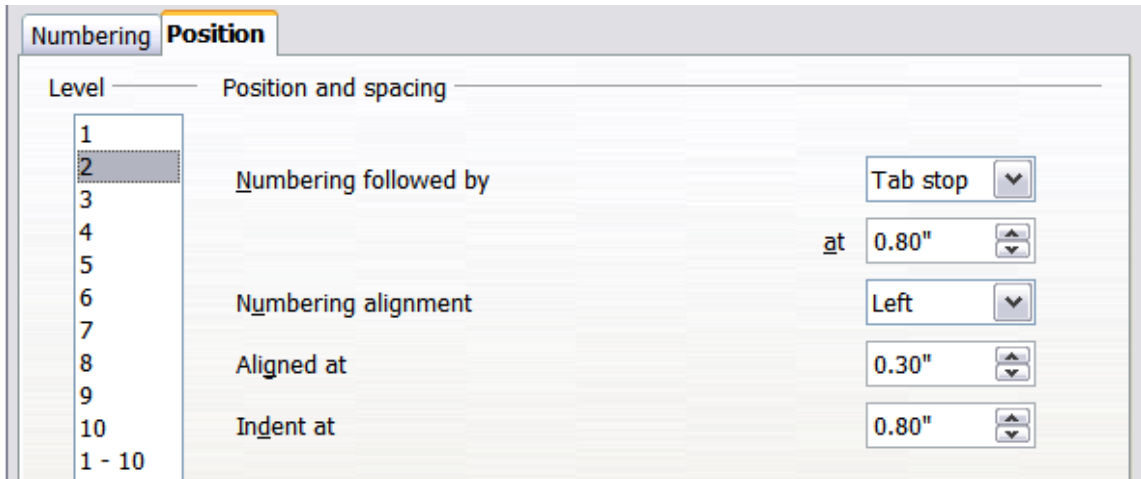 Numbering Position
Level Position and spacing
1
2
3
4
5
6
7
8
9
10
1 - 10
Numbering followed by Tab stop
at 0.80"
Numbering alignment Left
Aligned at 0.30"
Indent at 0.80"